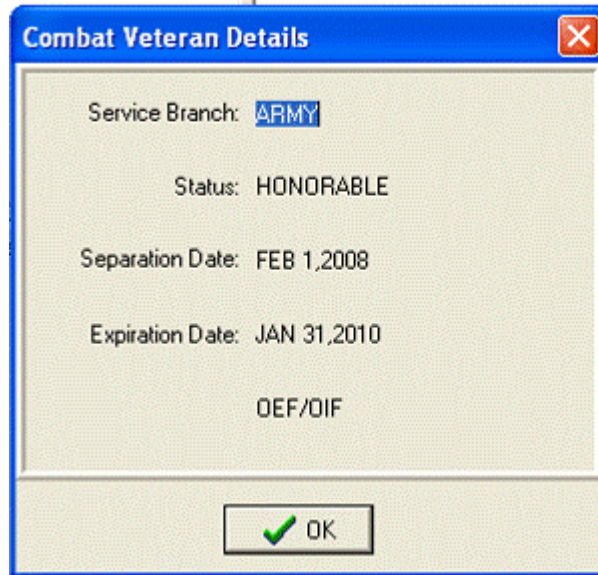 Combat Veteran Details
Service Branch: ARMY
Status: HONORABLE
Separation Date: FEB 1,2008
Expiration Date: JAN 31,2010
OEF/OIF
OK